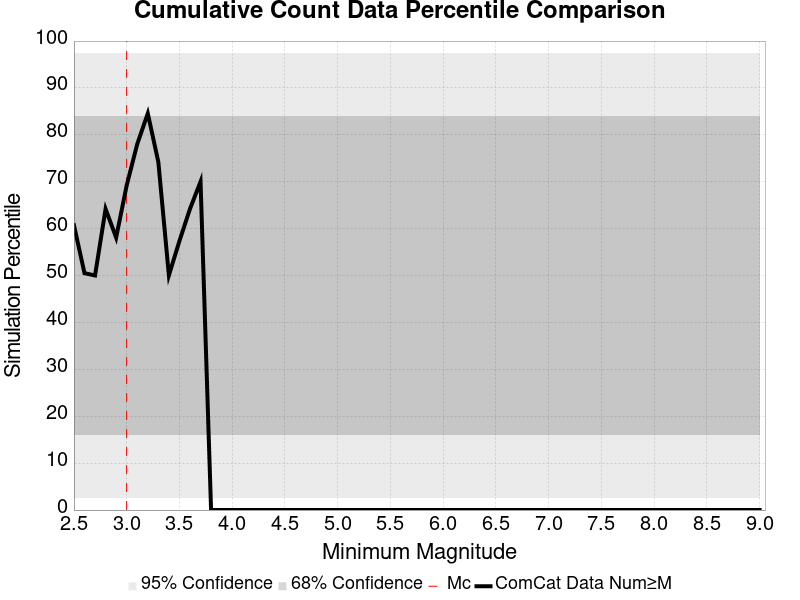 Cumulative Count Data Percentile Comparison
100
90
80
70
60
50
40
30
20
10
0
Simulation Percentile
2.5 3.0 3.5 4.0 4.5 5.0 5.5 6.0 6.5 7.0 7.5 8.0 8.5 9.0
Minimum Magnitude
95% Confidence 68% Confidence Mc ComCat Data Num≥M